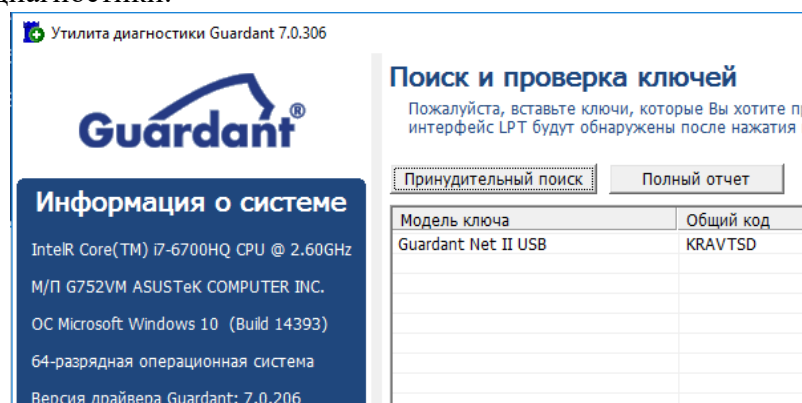 диагностики.
Утилита диагностики Guardant 7.0.306
Guardant®
Поиск и проверка ключей
Пожалуйста, вставьте ключи, которые Вы хотите
интерфейс LPT будут обнаружены после нажатия
Принудительный поиск Полный отчет
Модель ключа Общий код
Guardant Net II USB KRAVTSD
Информация о системе
IntelR Core(TM) i7-6700HQ CPU @ 2.60GHz
М/П G752VM ASUSTeK COMPUTER INC.
ОС Microsoft Windows 10 (Build 14393)
64-разрядная операционная система
Версия драйвера Guardant: 7.0.206